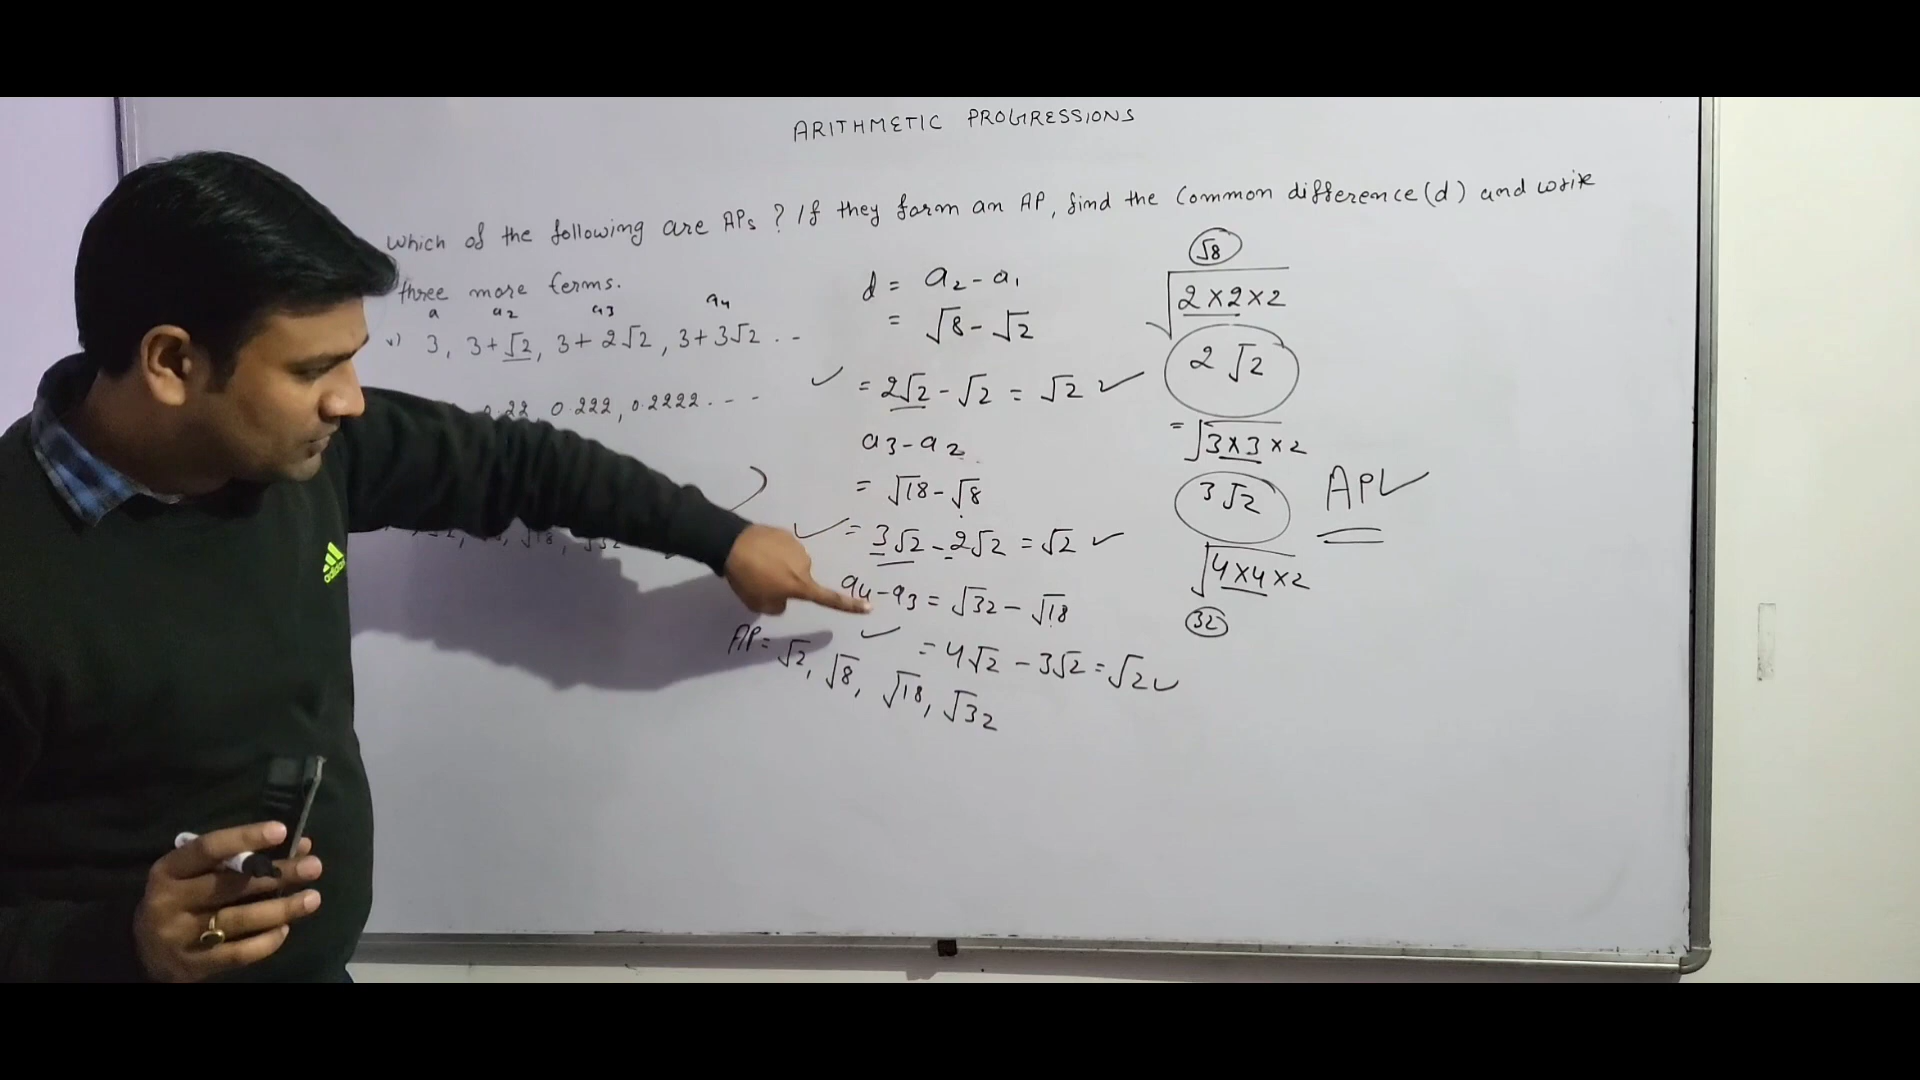 ARITHMETIC PROGRESSIONS
which of the following are APs ? If they form an AP, find the Common difference (d) and write
three more terms.
a a2 a3 a4
v) 3, 3+√2, 3+2√2, 3+3√2 . -
0.22, 0.222, 0.2222. - -
√18, √32
d = a2 - a1
= √8 - √2
✓ = 2√2 - √2 = √2 ✓
a3 - a2
= √18 - √8
✓ = 3√2 - 2√2 = √2 ✓
a4 - a3 = √32 - √18
✓ = 4√2 - 3√2 = √2 ✓
AP = √2, √8, √18, √32
√8
√2×2×2
2√2
= √3×3×2
3√2
AP ✓
√4×4×2
32
adidas